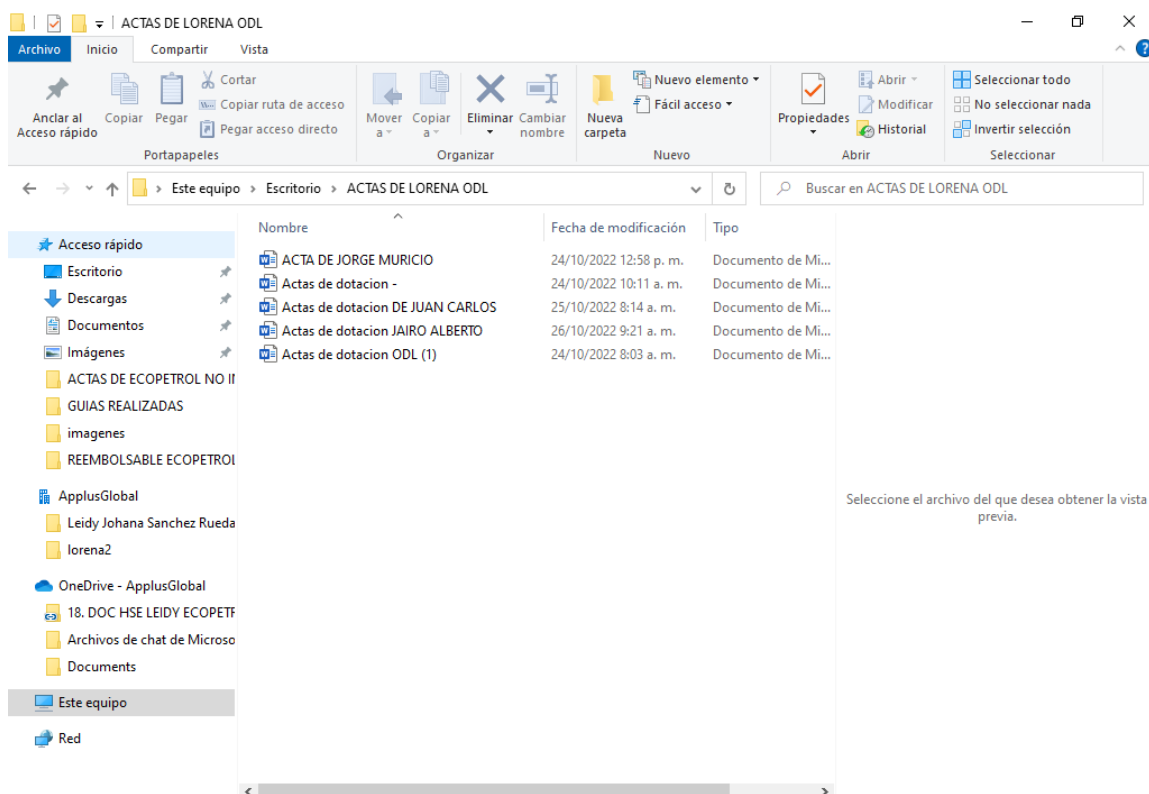 ACTAS DE LORENA ODL
Archivo Inicio Compartir Vista
Anclar al Acceso rápido
Copiar
Pegar
Cortar
Copiar ruta de acceso
Pegar acceso directo
Portapapeles
Mover a
Copiar a
Eliminar
Cambiar nombre
Organizar
Nueva carpeta
Nuevo elemento
Fácil acceso
Nuevo
Propiedades
Abrir
Modificar
Historial
Abrir
Seleccionar todo
No seleccionar nada
Invertir selección
Seleccionar
Este equipo > Escritorio > ACTAS DE LORENA ODL
Buscar en ACTAS DE LORENA ODL
Acceso rápido
Escritorio
Descargas
Documentos
Imágenes
ACTAS DE ECOPETROL NO
GUIAS REALIZADAS
imagenes
REEMBOLSABLE ECOPETROL
ApplusGlobal
Leidy Johana Sanchez Rueda
lorena2
OneDrive - ApplusGlobal
18. DOC HSE LEIDY ECOPET
Archivos de chat de Microso
Documents
Este equipo
Red
Nombre Fecha de modificación Tipo
ACTA DE JORGE MURICIO 24/10/2022 12:58 p. m. Documento de Mi...
Actas de dotacion - 24/10/2022 10:11 a. m. Documento de Mi...
Actas de dotacion DE JUAN CARLOS 25/10/2022 8:14 a. m. Documento de Mi...
Actas de dotacion JAIRO ALBERTO 26/10/2022 9:21 a. m. Documento de Mi...
Actas de dotacion ODL (1) 24/10/2022 8:03 a. m. Documento de Mi...
Seleccione el archivo del que desea obtener la vista
previa.